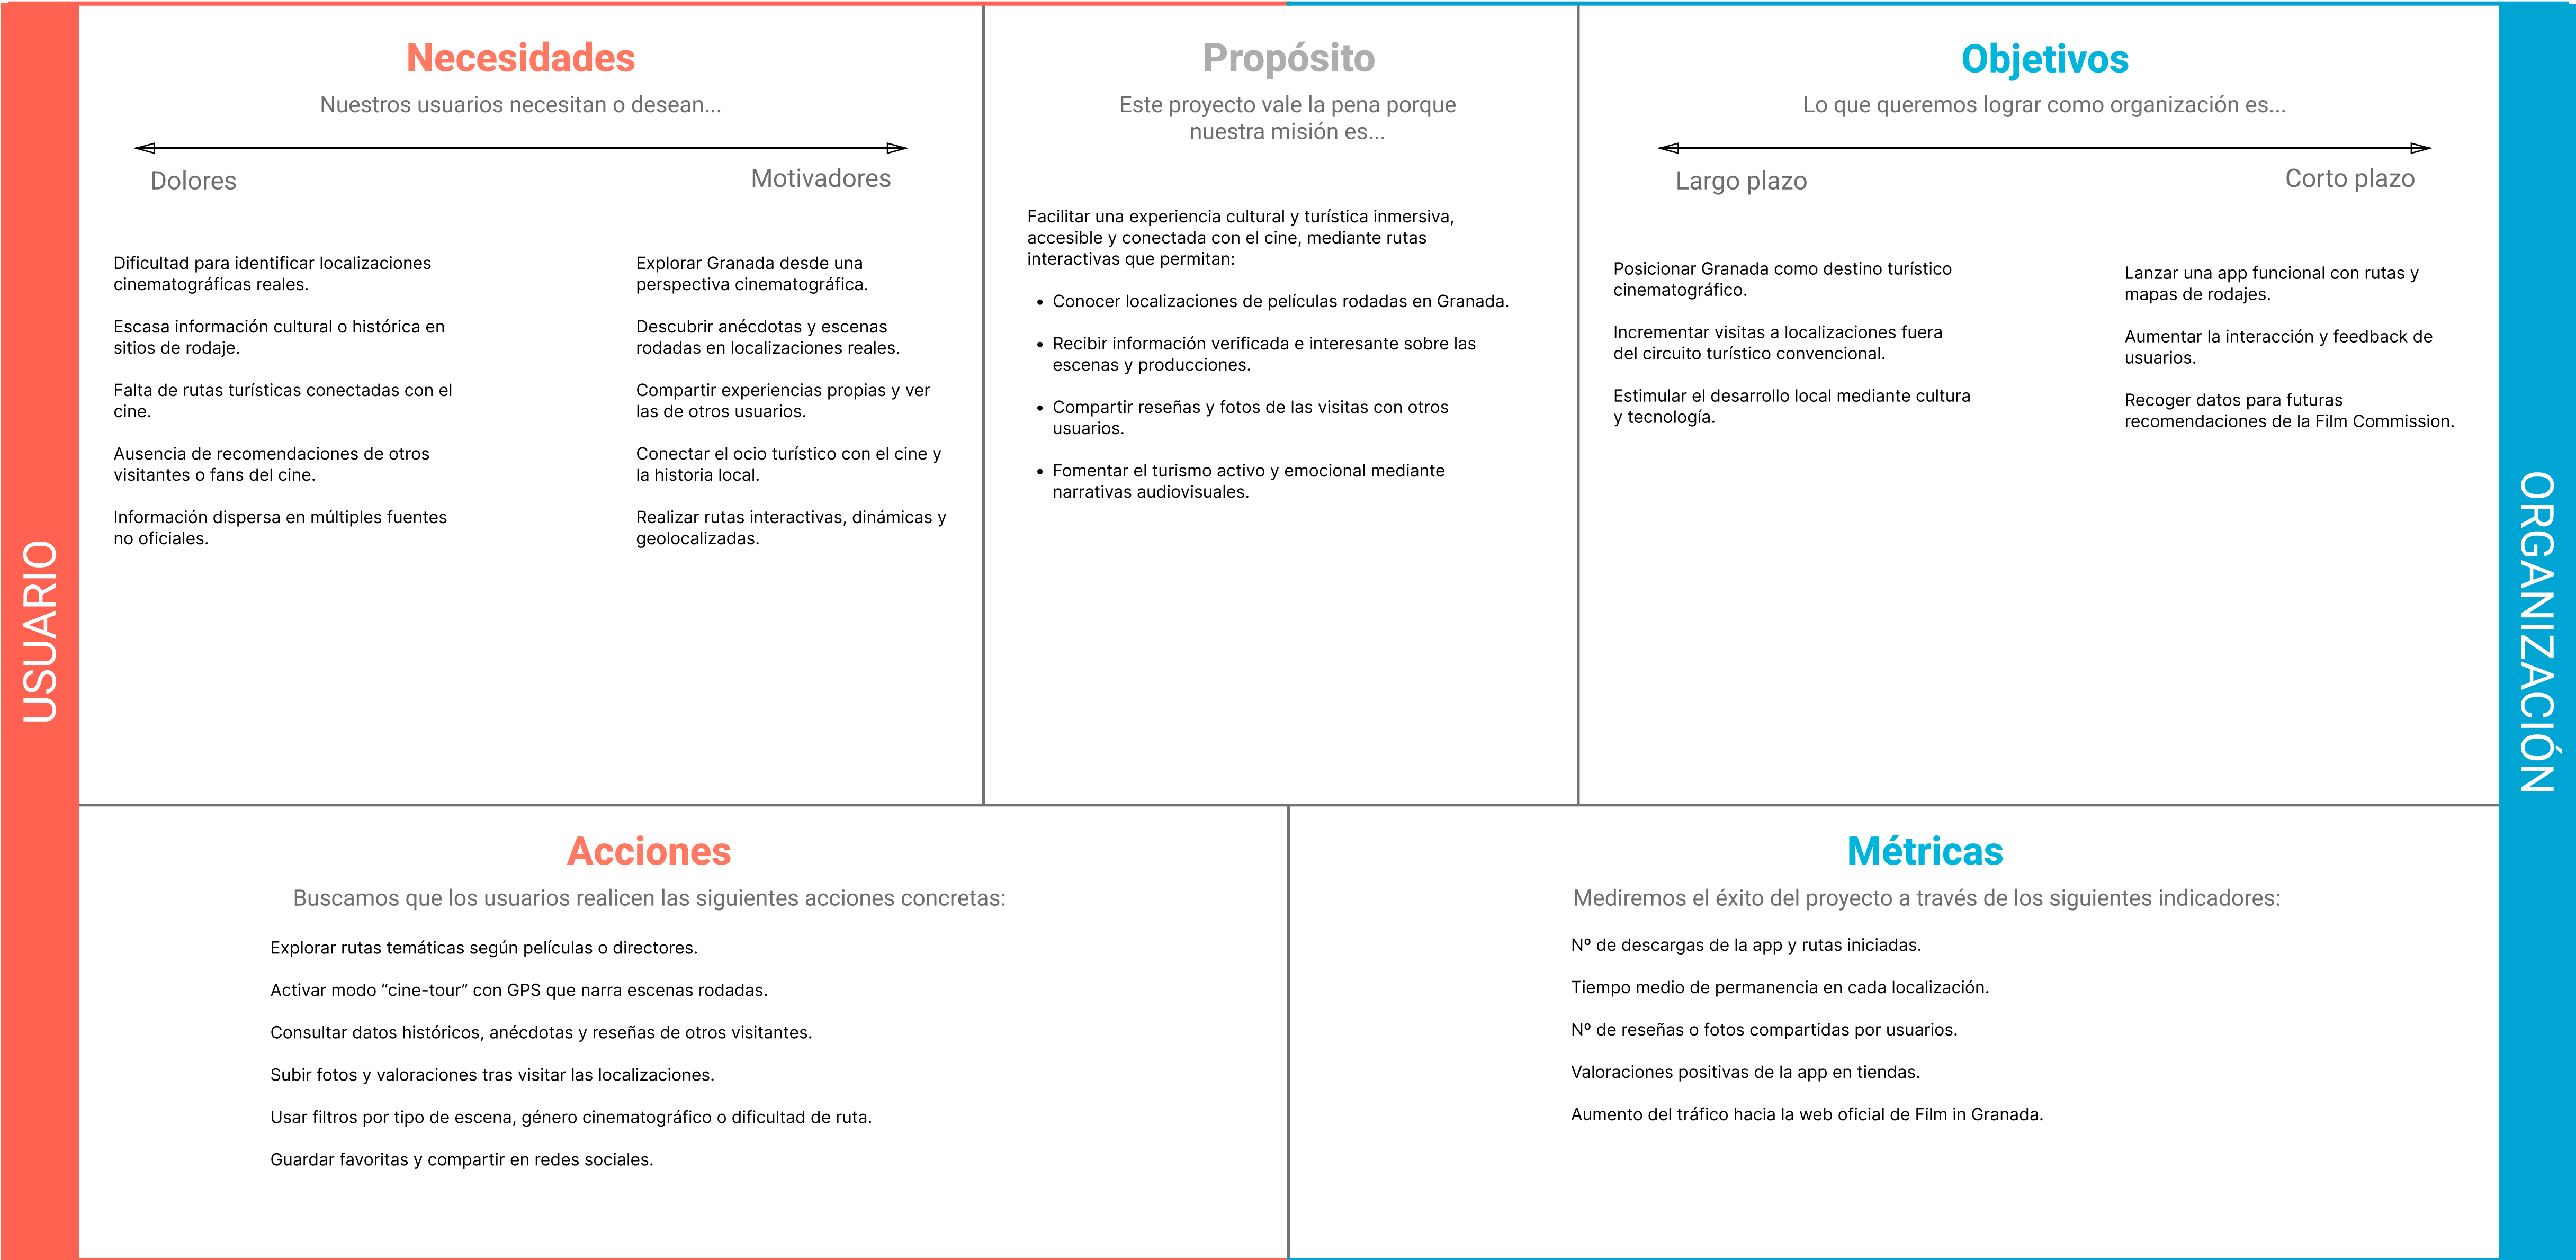 USUARIO
Necesidades
Nuestros usuarios necesitan o desean...
Dolores
Motivadores
Dificultad para identificar localizaciones
cinematográficas reales.
Escasa información cultural o histórica en
sitios de rodaje.
Falta de rutas turísticas conectadas con el
cine.
Ausencia de recomendaciones de otros
visitantes o fans del cine.
Información dispersa en múltiples fuentes
no oficiales.
Explorar Granada desde una
perspectiva cinematográfica.
Descubrir anécdotas y escenas
rodadas en localizaciones reales.
Compartir experiencias propias y ver
las de otros usuarios.
Conectar el ocio turístico con el cine y
la historia local.
Realizar rutas interactivas, dinámicas y
geolocalizadas.
Propósito
Este proyecto vale la pena porque
nuestra misión es...
Facilitar una experiencia cultural y turística inmersiva,
accesible y conectada con el cine, mediante rutas
interactivas que permitan:
• Conocer localizaciones de películas rodadas en Granada.
• Recibir información verificada e interesante sobre las
escenas y producciones.
• Compartir reseñas y fotos de las visitas con otros
usuarios.
• Fomentar el turismo activo y emocional mediante
narrativas audiovisuales.
Objetivos
Lo que queremos lograr como organización es...
Largo plazo
Corto plazo
Posicionar Granada como destino turístico
cinematográfico.
Incrementar visitas a localizaciones fuera
del circuito turístico convencional.
Estimular el desarrollo local mediante cultura
y tecnología.
Lanzar una app funcional con rutas y
mapas de rodajes.
Aumentar la interacción y feedback de
usuarios.
Recoger datos para futuras
recomendaciones de la Film Commission.
ORGANIZACIÓN
Acciones
Buscamos que los usuarios realicen las siguientes acciones concretas:
Explorar rutas temáticas según películas o directores.
Activar modo “cine-tour” con GPS que narra escenas rodadas.
Consultar datos históricos, anécdotas y reseñas de otros visitantes.
Subir fotos y valoraciones tras visitar las localizaciones.
Usar filtros por tipo de escena, género cinematográfico o dificultad de ruta.
Guardar favoritas y compartir en redes sociales.
Métricas
Mediremos el éxito del proyecto a través de los siguientes indicadores:
Nº de descargas de la app y rutas iniciadas.
Tiempo medio de permanencia en cada localización.
Nº de reseñas o fotos compartidas por usuarios.
Valoraciones positivas de la app en tiendas.
Aumento del tráfico hacia la web oficial de Film in Granada.